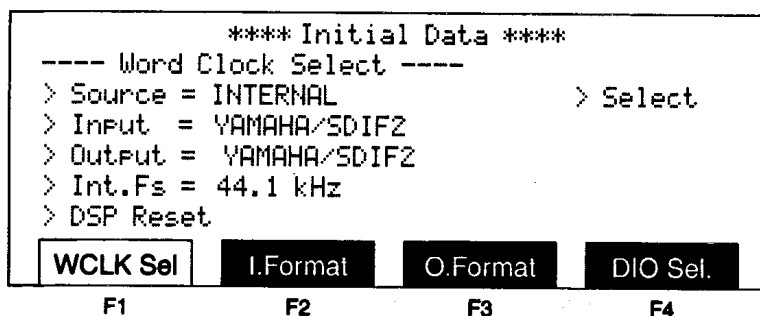 **** Initial Data ****
---- Word Clock Select ----
> Source = INTERNAL > Select
> Input = YAMAHA/SDIF2
> Output = YAMAHA/SDIF2
> Int.Fs = 44.1 kHz
> DSP Reset
WCLK Sel I.Format O.Format DIO Sel.
F1 F2 F3 F4